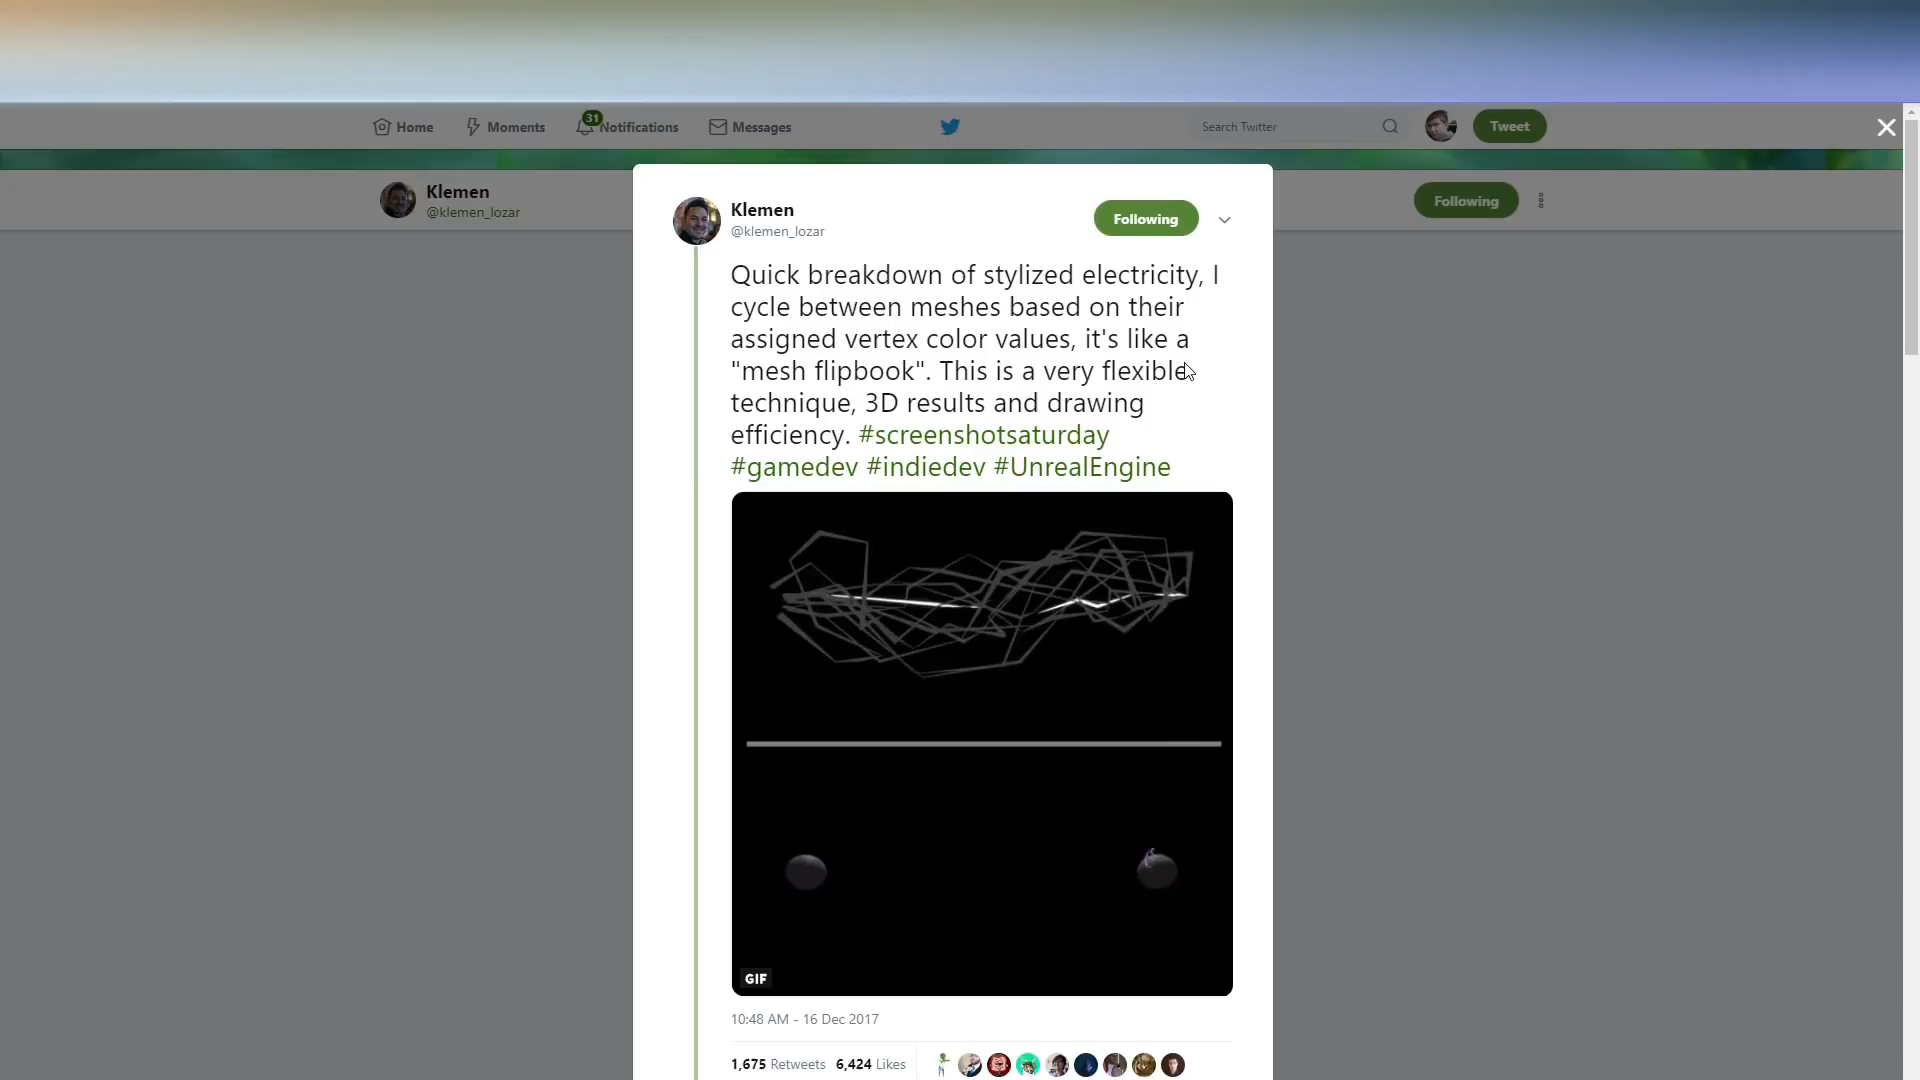 Home
Moments
31
Notifications
Messages
Search Twitter
Tweet
Klemen
@klemen_lozar
Following
Klemen
@klemen_lozar
Following
Quick breakdown of stylized electricity, I
cycle between meshes based on their
assigned vertex color values, it's like a
"mesh flipbook". This is a very flexible
technique, 3D results and drawing
efficiency. #screenshotsaturday
#gamedev #indiedev #UnrealEngine
GIF
10:48 AM - 16 Dec 2017
1,675 Retweets 6,424 Likes